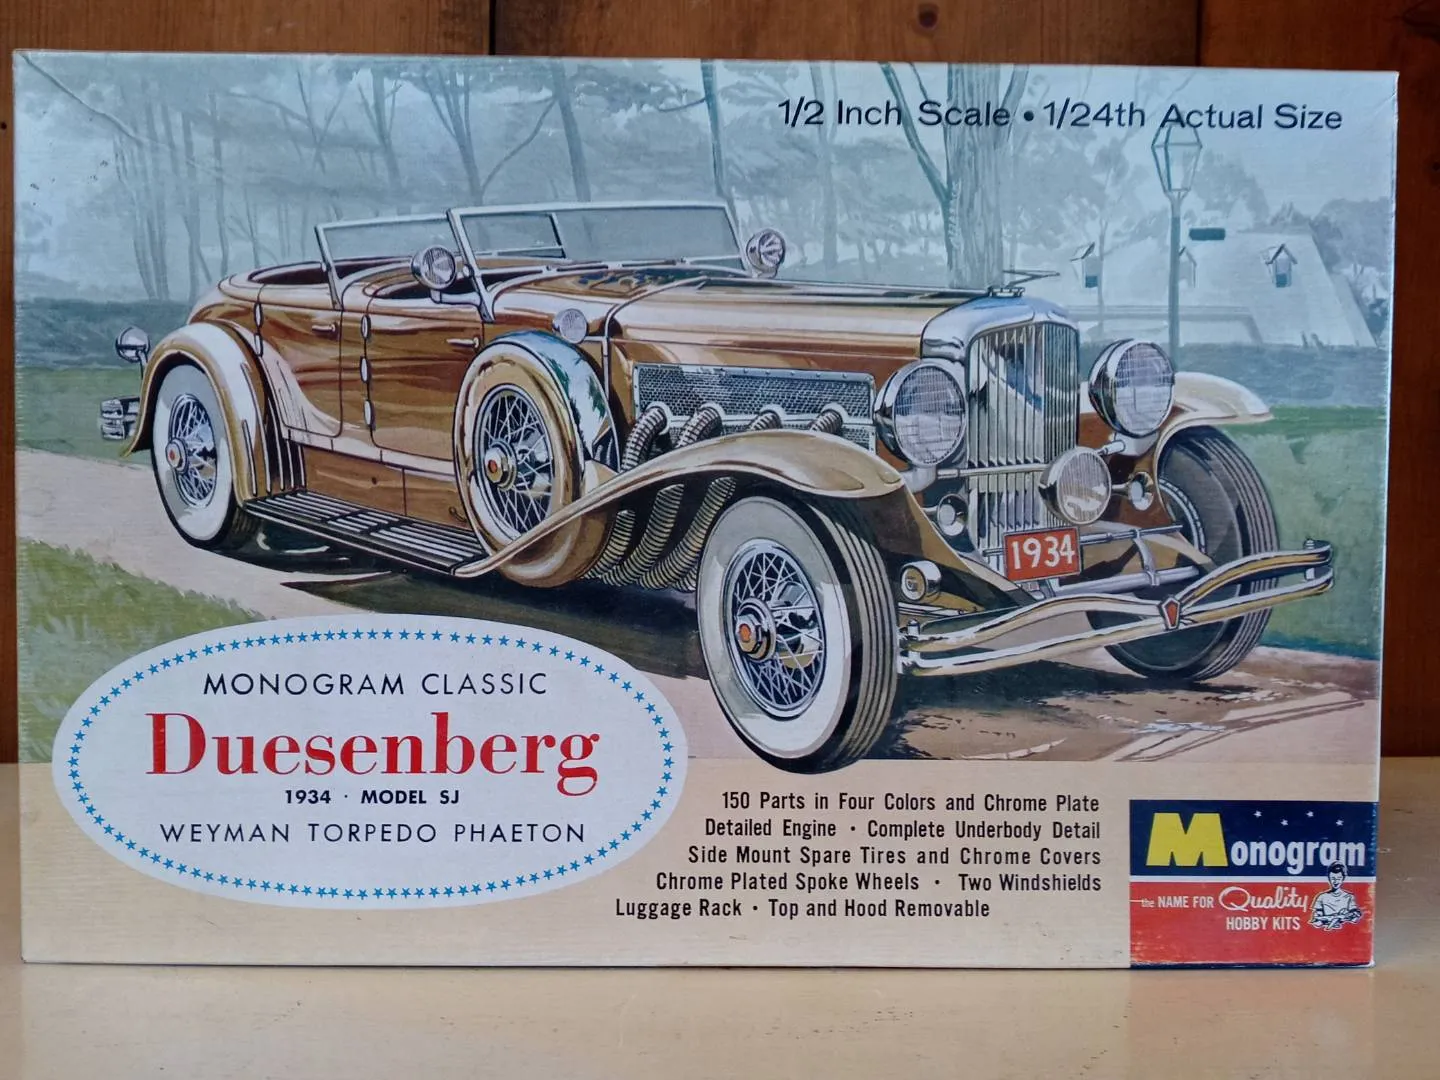 1/2 Inch Scale • 1/24th Actual Size
1934
MONOGRAM CLASSIC
Duesenberg
1934 · MODEL SJ
WEYMAN TORPEDO PHAETON
150 Parts in Four Colors and Chrome Plate
Detailed Engine · Complete Underbody Detail
Side Mount Spare Tires and Chrome Covers
Chrome Plated Spoke Wheels · Two Windshields
Luggage Rack · Top and Hood Removable
Monogram
the NAME FOR Quality
HOBBY KITS